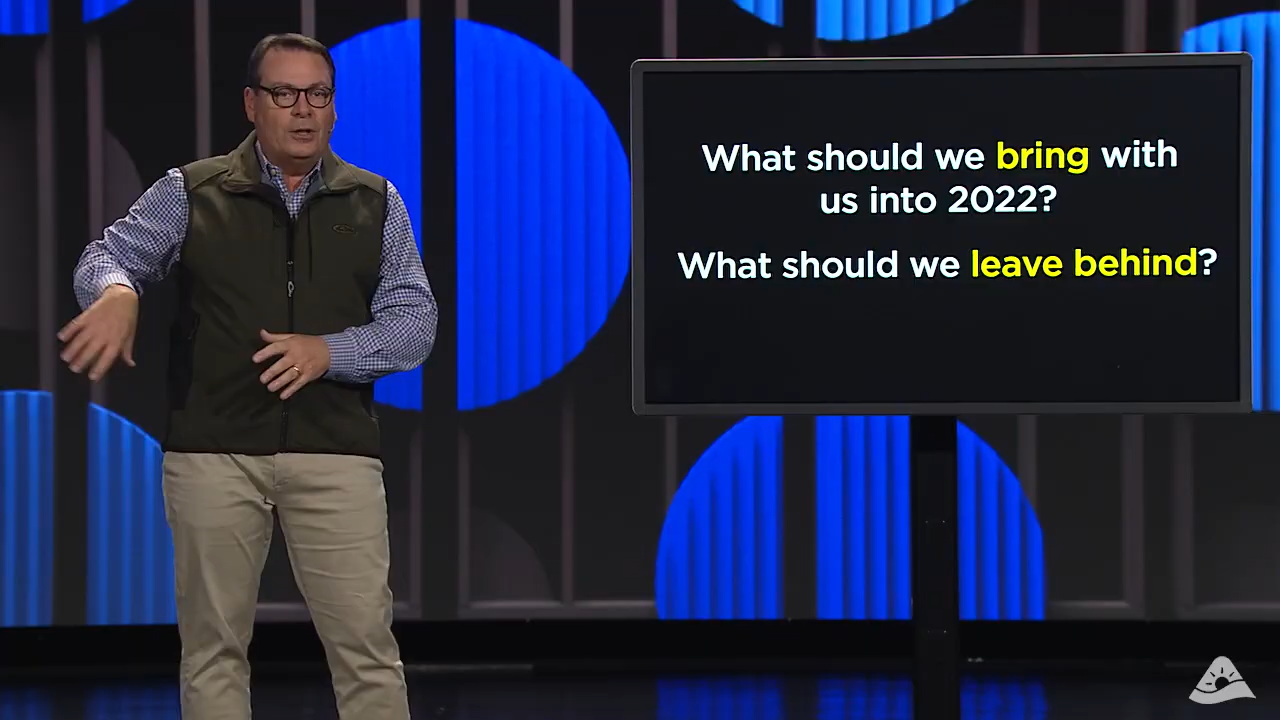 What should we bring with
us into 2022?
What should we leave behind?